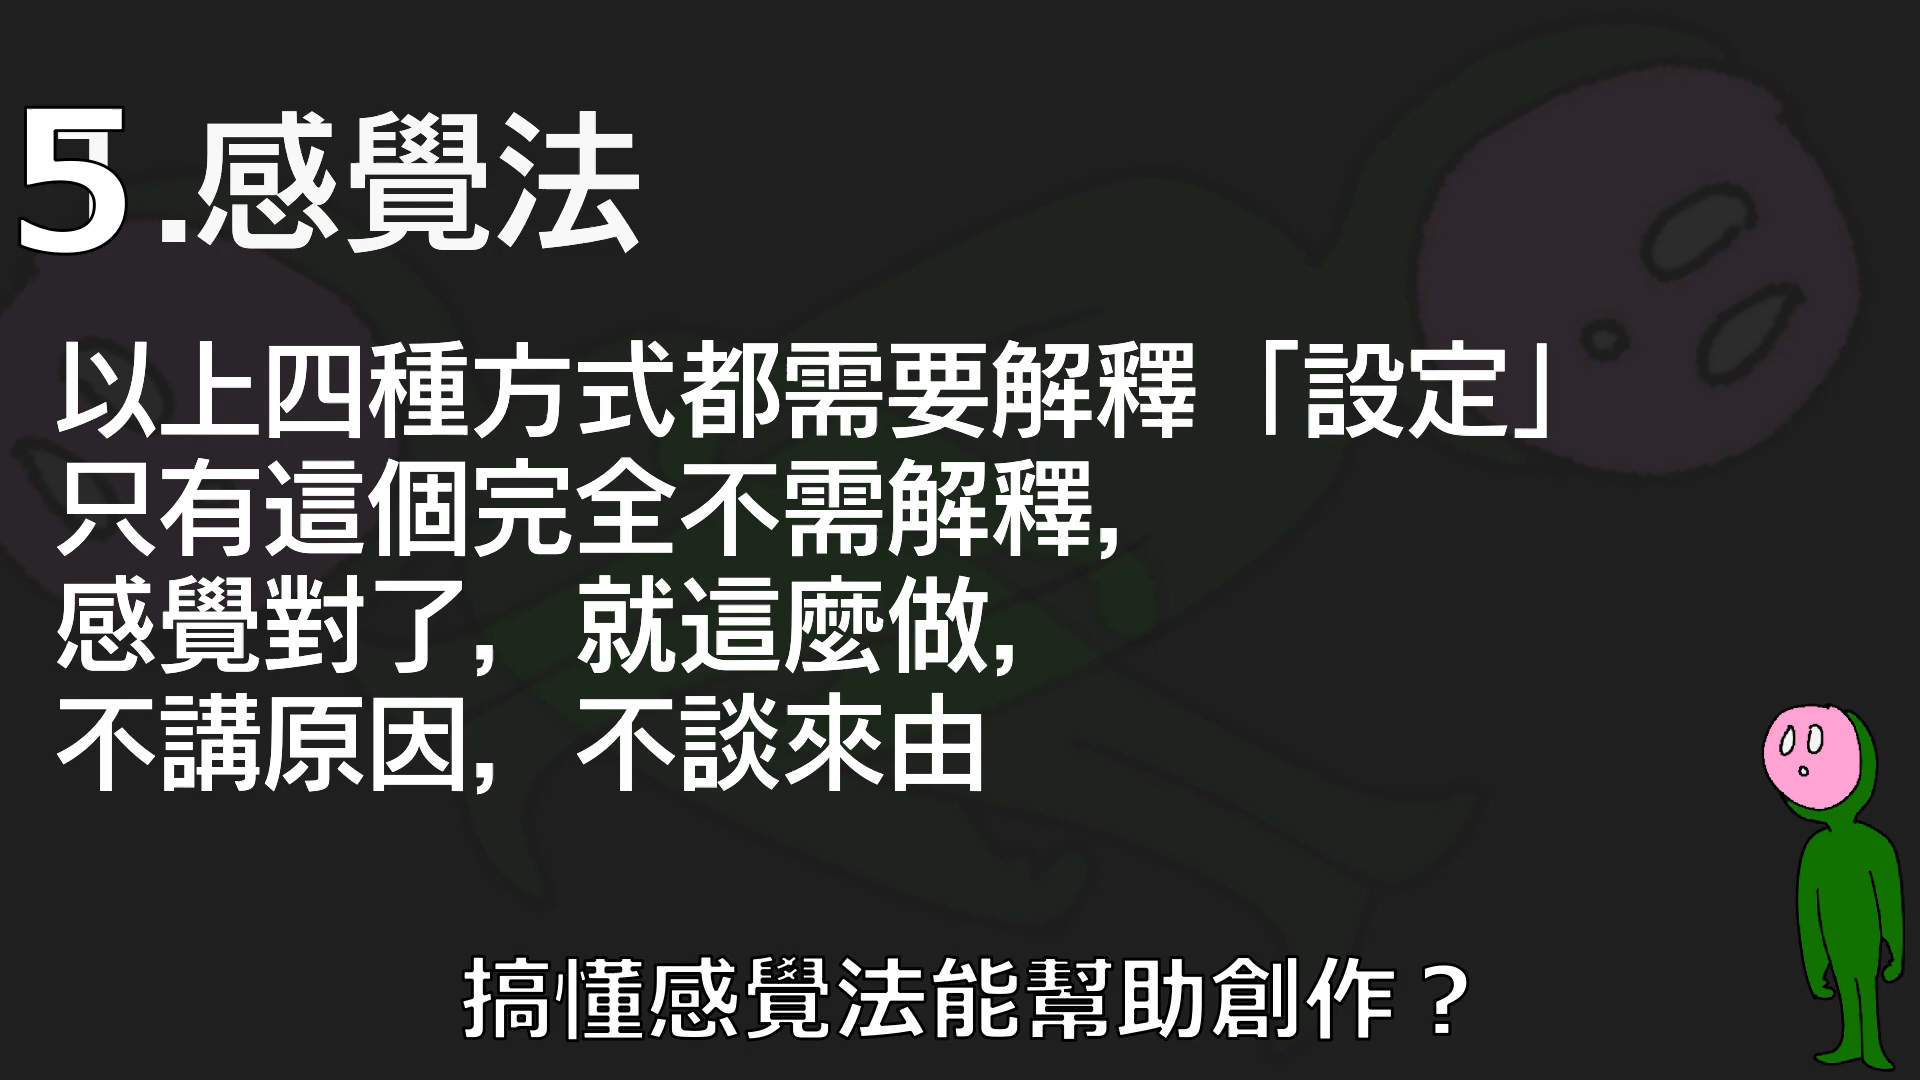 5.感覺法
以上四種方式都需要解釋「設定」
只有這個完全不需解釋,
感覺對了, 就這麼做,
不講原因, 不談來由
搞懂感覺法能幫助創作？